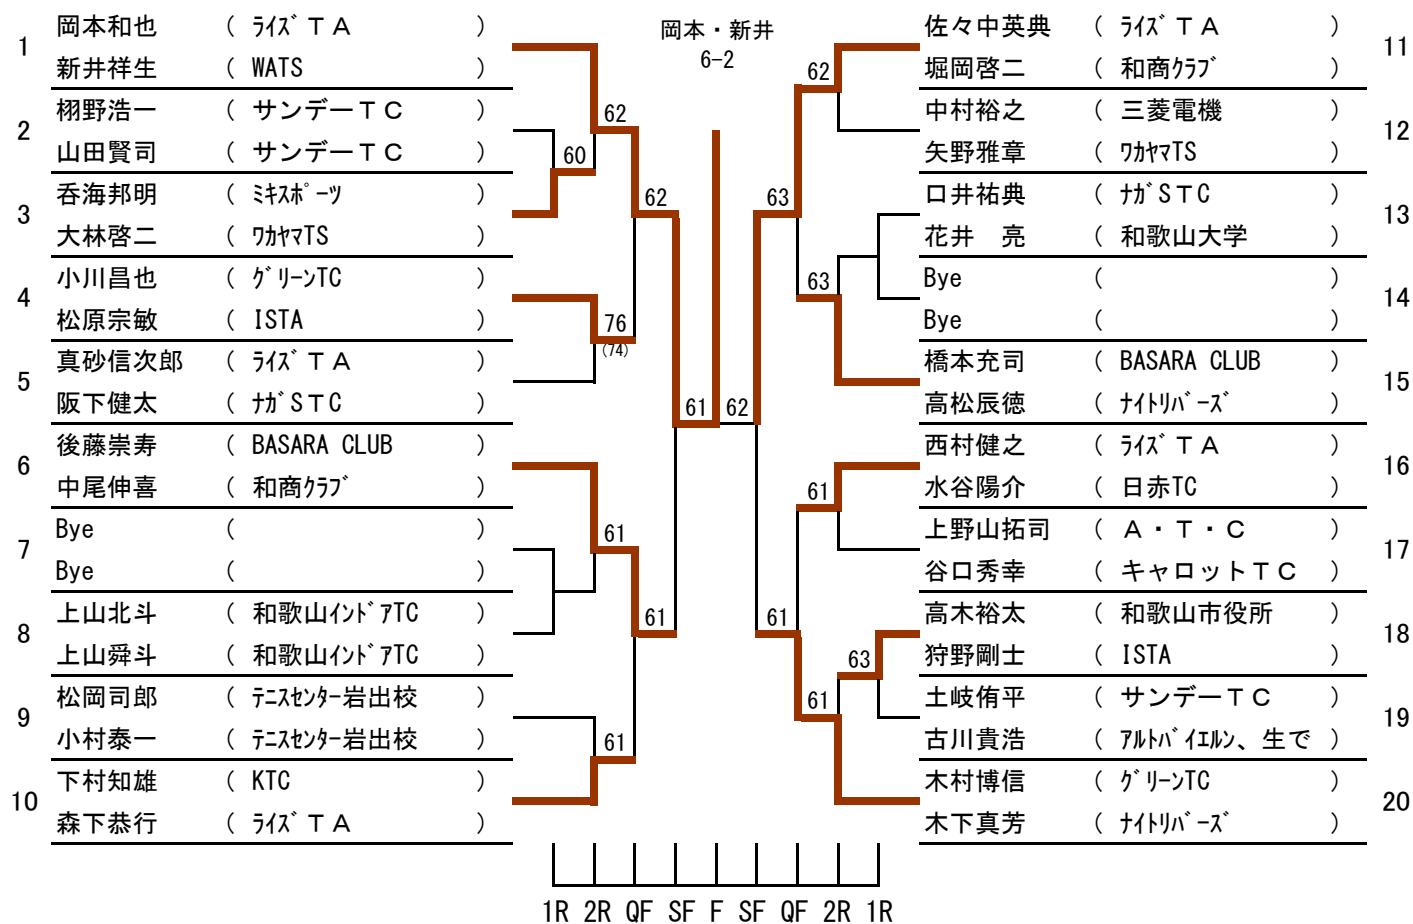 岡本・新井
6-2
1
岡本和也 ( ﾗｲｽﾞＴＡ )
新井祥生 ( WATS )
2
栩野浩一 ( サンデーＴＣ )
山田賢司 ( サンデーＴＣ )
3
呑海邦明 ( ﾐｷｽﾎﾟｰﾂ )
大林啓二 ( ﾜｶﾔﾏTS )
4
小川昌也 ( ｸﾞﾘｰﾝTC )
松原宗敏 ( ISTA )
5
真砂信次郎 ( ﾗｲｽﾞＴＡ )
阪下健太 ( ﾅｶﾞSＴＣ )
6
後藤崇寿 ( BASARA CLUB )
中尾伸喜 ( 和商ｸﾗﾌﾞ )
7
Bye ( )
Bye ( )
8
上山北斗 ( 和歌山ｲﾝﾄﾞｱTC )
上山舜斗 ( 和歌山ｲﾝﾄﾞｱTC )
9
松岡司郎 ( ﾃﾆｽｾﾝﾀｰ岩出校 )
小村泰一 ( ﾃﾆｽｾﾝﾀｰ岩出校 )
10
下村知雄 ( KTC )
森下恭行 ( ﾗｲｽﾞＴＡ )
62
60
62
76
(74)
61
61
61
61
62
62
63
63
61
61
63
61
佐々中英典 ( ﾗｲｽﾞＴＡ )
11
堀岡啓二 ( 和商ｸﾗﾌﾞ )
中村裕之 ( 三菱電機 )
12
矢野雅章 ( ﾜｶﾔﾏTS )
口井祐典 ( ﾅｶﾞSＴＣ )
13
花井　亮 ( 和歌山大学 )
Bye ( )
14
Bye ( )
橋本充司 ( BASARA CLUB )
15
高松辰徳 ( ﾅｲﾄﾘﾊﾞｰｽﾞ )
西村健之 ( ﾗｲｽﾞＴＡ )
16
水谷陽介 ( 日赤TC )
上野山拓司 ( Ａ・Ｔ・Ｃ )
17
谷口秀幸 ( キャロットＴＣ )
高木裕太 ( 和歌山市役所 )
18
狩野剛士 ( ISTA )
土岐侑平 ( サンデーＴＣ )
19
古川貴浩 ( ｱﾙﾄﾊﾞｲｴﾙﾝ、生で )
木村博信 ( ｸﾞﾘｰﾝTC )
20
木下真芳 ( ﾅｲﾄﾘﾊﾞｰｽﾞ )
1R 2R QF SF F SF QF 2R 1R